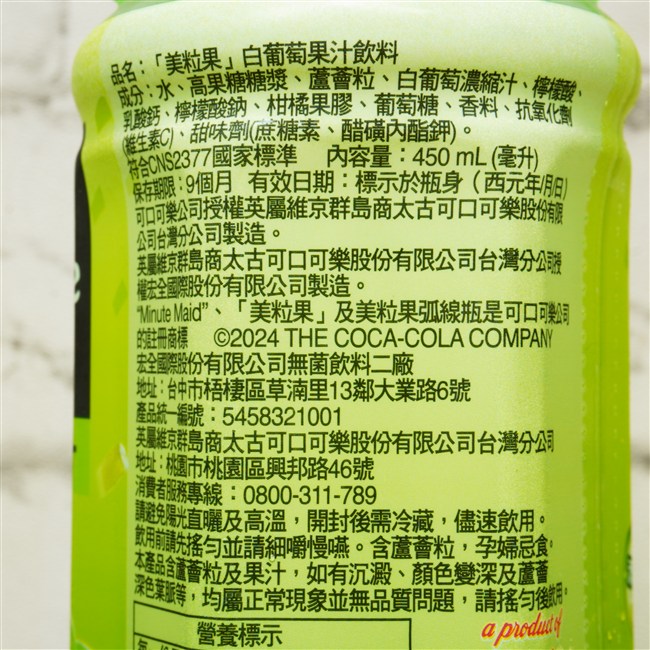 品名：「美粒果」白葡萄果汁飲料
成分：水、高果糖糖漿、蘆薈粒、白葡萄濃縮汁、檸檬酸、
乳酸鈣、檸檬酸鈉、柑橘果膠、葡萄糖、香料、抗氧化劑
(維生素C)、甜味劑(蔗糖素、醋磺內酯鉀)。
符合CNS2377國家標準 內容量：450 mL (毫升)
保存期限：9個月 有效日期：標示於瓶身（西元年/月/日）
可口可樂公司授權英屬維京群島商太古可口可樂股份有限
公司台灣分公司製造。
英屬維京群島商太古可口可樂股份有限公司台灣分公司授
權宏全國際股份有限公司製造。
“Minute Maid”、「美粒果」及美粒果弧線瓶是可口可樂公司
的註冊商標 ©2024 THE COCA-COLA COMPANY
宏全國際股份有限公司無菌飲料二廠
地址：台中市梧棲區草湳里13鄰大業路6號
產品統一編號：5458321001
英屬維京群島商太古可口可樂股份有限公司台灣分公司
地址：桃園市桃園區興邦路46號
消費者服務專線：0800-311-789
請避免陽光直曬及高溫，開封後需冷藏，儘速飲用。
飲用前請先搖勻並請細嚼慢嚥。含蘆薈粒，孕婦忌食。
本產品含蘆薈粒及果汁，如有沉澱、顏色變深及蘆薈
深色葉脈等，均屬正常現象並無品質問題，請搖勻後飲用。
營養標示
a product of